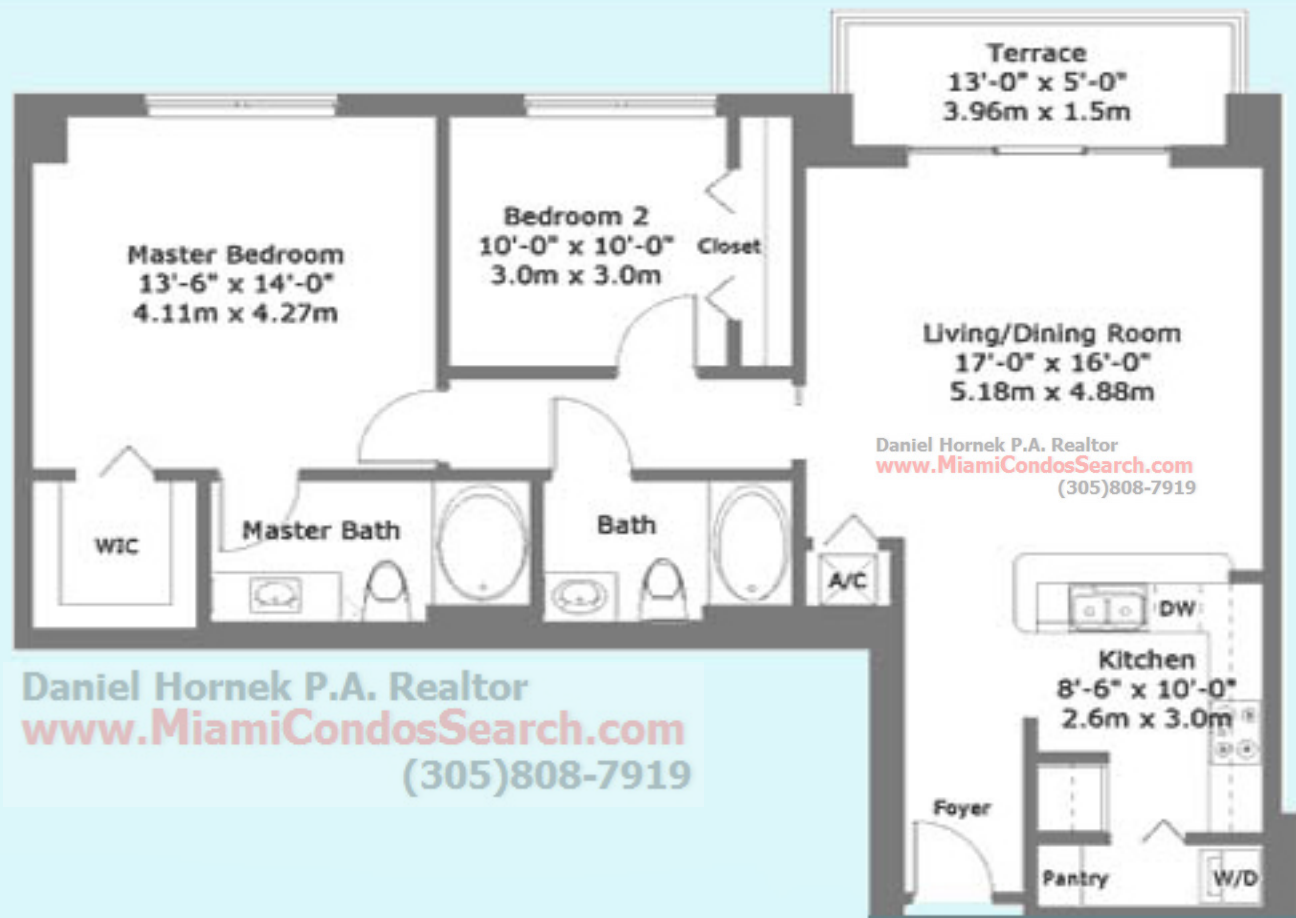 Terrace
13'-0" x 5'-0"
3.96m x 1.5m
Bedroom 2
10'-0" x 10'-0"
3.0m x 3.0m
Closet
Master Bedroom
13'-6" x 14'-0"
4.11m x 4.27m
Living/Dining Room
17'-0" x 16'-0"
5.18m x 4.88m
Daniel Hornek P.A. Realtor
www.MiamiCondosSearch.com
(305)808-7919
WIC
Master Bath
Bath
A/C
DW
Kitchen
8'-6" x 10'-0"
2.6m x 3.0m
Daniel Hornek P.A. Realtor
www.MiamiCondosSearch.com
(305)808-7919
Foyer
Pantry
W/D